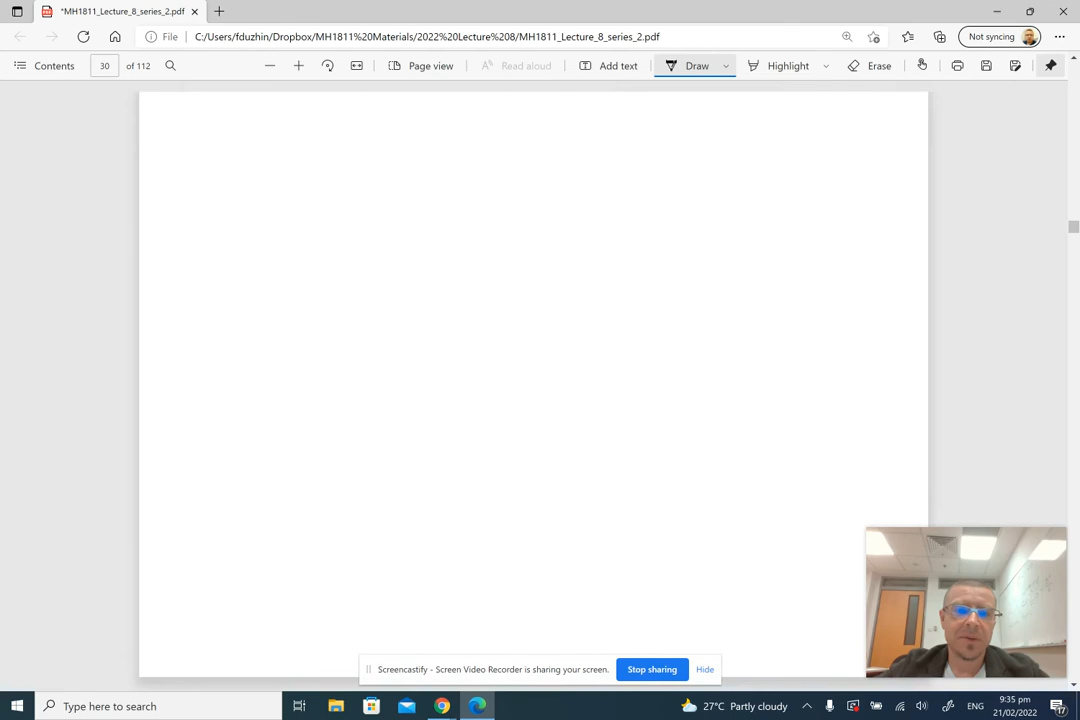 *MH1811_Lecture_8_series_2.pdf
File
C:/Users/fduzhin/Dropbox/MH1811%20Materials/2022%20Lecture%208/MH1811_Lecture_8_series_2.pdf
Not syncing
Contents
30
of 112
Page view
Read aloud
Add text
Draw
Highlight
Erase
Screencastify - Screen Video Recorder is sharing your screen.
Stop sharing
Hide
Type here to search
27°C Partly cloudy
ENG
9:35 pm
21/02/2022
17